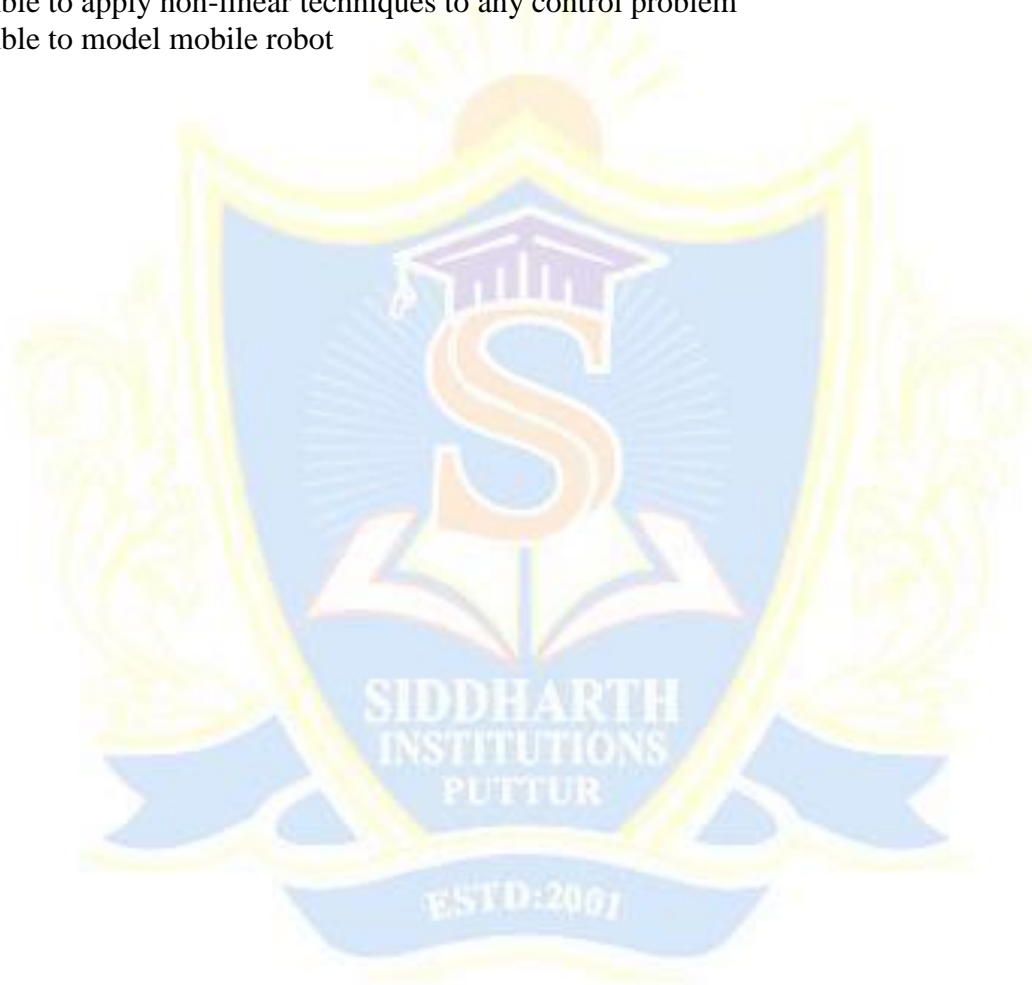 ble to apply non-linear techniques to any control problem
ble to model mobile robot
S
SIDDHARTH
INSTITUTIONS
PUTTUR
ESTD:2001